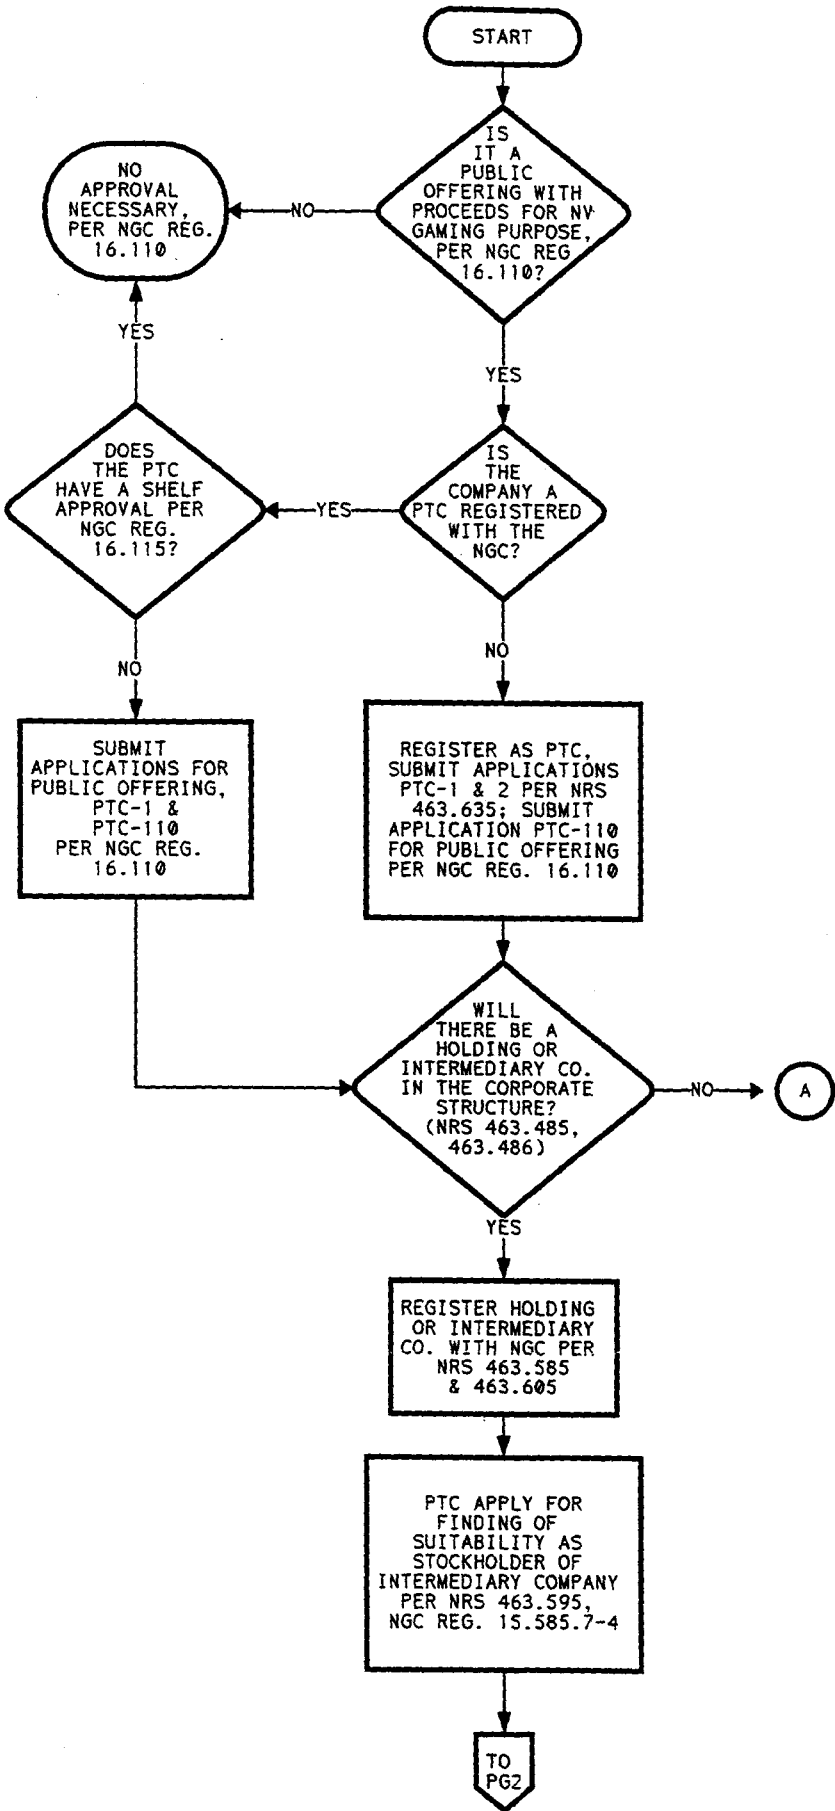 START
IS
IT A
PUBLIC
OFFERING WITH
PROCEEDS FOR NV
GAMING PURPOSE,
PER NGC REG
16.110?
NO
NO
APPROVAL
NECESSARY,
PER NGC REG.
16.110
YES
YES
IS
THE
COMPANY A
PTC REGISTERED
WITH THE
NGC?
YES
DOES
THE PTC
HAVE A SHELF
APPROVAL PER
NGC REG.
16.115?
NO
NO
SUBMIT
APPLICATIONS FOR
PUBLIC OFFERING,
PTC-1 &
PTC-110
PER NGC REG.
16.110
REGISTER AS PTC,
SUBMIT APPLICATIONS
PTC-1 & 2 PER NRS
463.635; SUBMIT
APPLICATION PTC-110
FOR PUBLIC OFFERING
PER NGC REG. 16.110
WILL
THERE BE A
HOLDING OR
INTERMEDIARY CO.
IN THE CORPORATE
STRUCTURE?
(NRS 463.485,
463.486)
NO
A
YES
REGISTER HOLDING
OR INTERMEDIARY
CO. WITH NGC PER
NRS 463.585
& 463.605
PTC APPLY FOR
FINDING OF
SUITABILITY AS
STOCKHOLDER OF
INTERMEDIARY COMPANY
PER NRS 463.595,
NGC REG. 15.585.7-4
TO
PG2